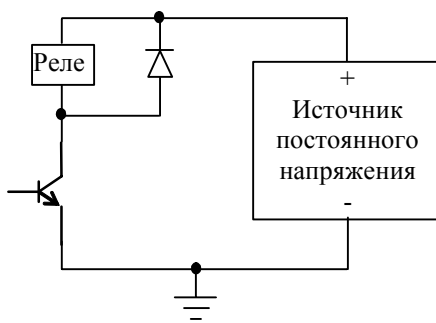 Реле
+
Источник
постоянного
напряжения
-